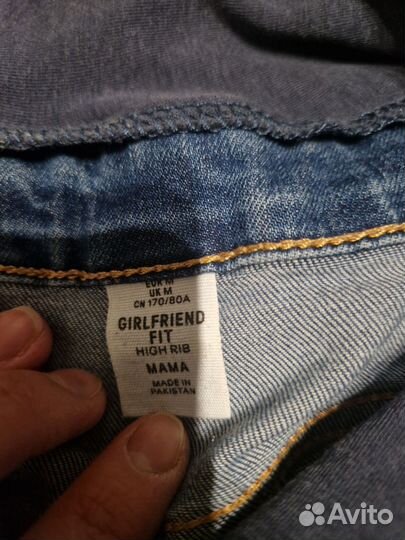 EUR M
UK M
CN 170/80A
GIRLFRIEND
FIT
HIGH RIB
MAMA
MADE IN
PAKISTAN
Avito